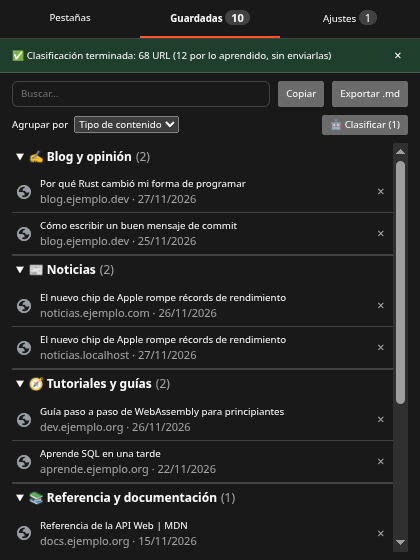 Pestañas
Guardadas 10
Ajustes 1
✅ Clasificación terminada: 68 URL (12 por lo aprendido, sin enviarlas) ×
Buscar...
Copiar
Exportar .md
Agrupar por
Tipo de contenido
🤖 Clasificar (1)
▼ ✍️ Blog y opinión (2)
Por qué Rust cambió mi forma de programar
blog.ejemplo.dev · 27/11/2026 ×
Cómo escribir un buen mensaje de commit
blog.ejemplo.dev · 25/11/2026 ×
▼ 📰 Noticias (2)
El nuevo chip de Apple rompe récords de rendimiento
noticias.ejemplo.com · 26/11/2026 ×
El nuevo chip de Apple rompe récords de rendimiento
noticias.localhost · 27/11/2026 ×
▼ 🧭 Tutoriales y guías (2)
Guía paso a paso de WebAssembly para principiantes
dev.ejemplo.org · 26/11/2026 ×
Aprende SQL en una tarde
aprende.ejemplo.org · 22/11/2026 ×
▼ 📚 Referencia y documentación (1)
Referencia de la API Web | MDN
docs.ejemplo.org · 15/11/2026 ×